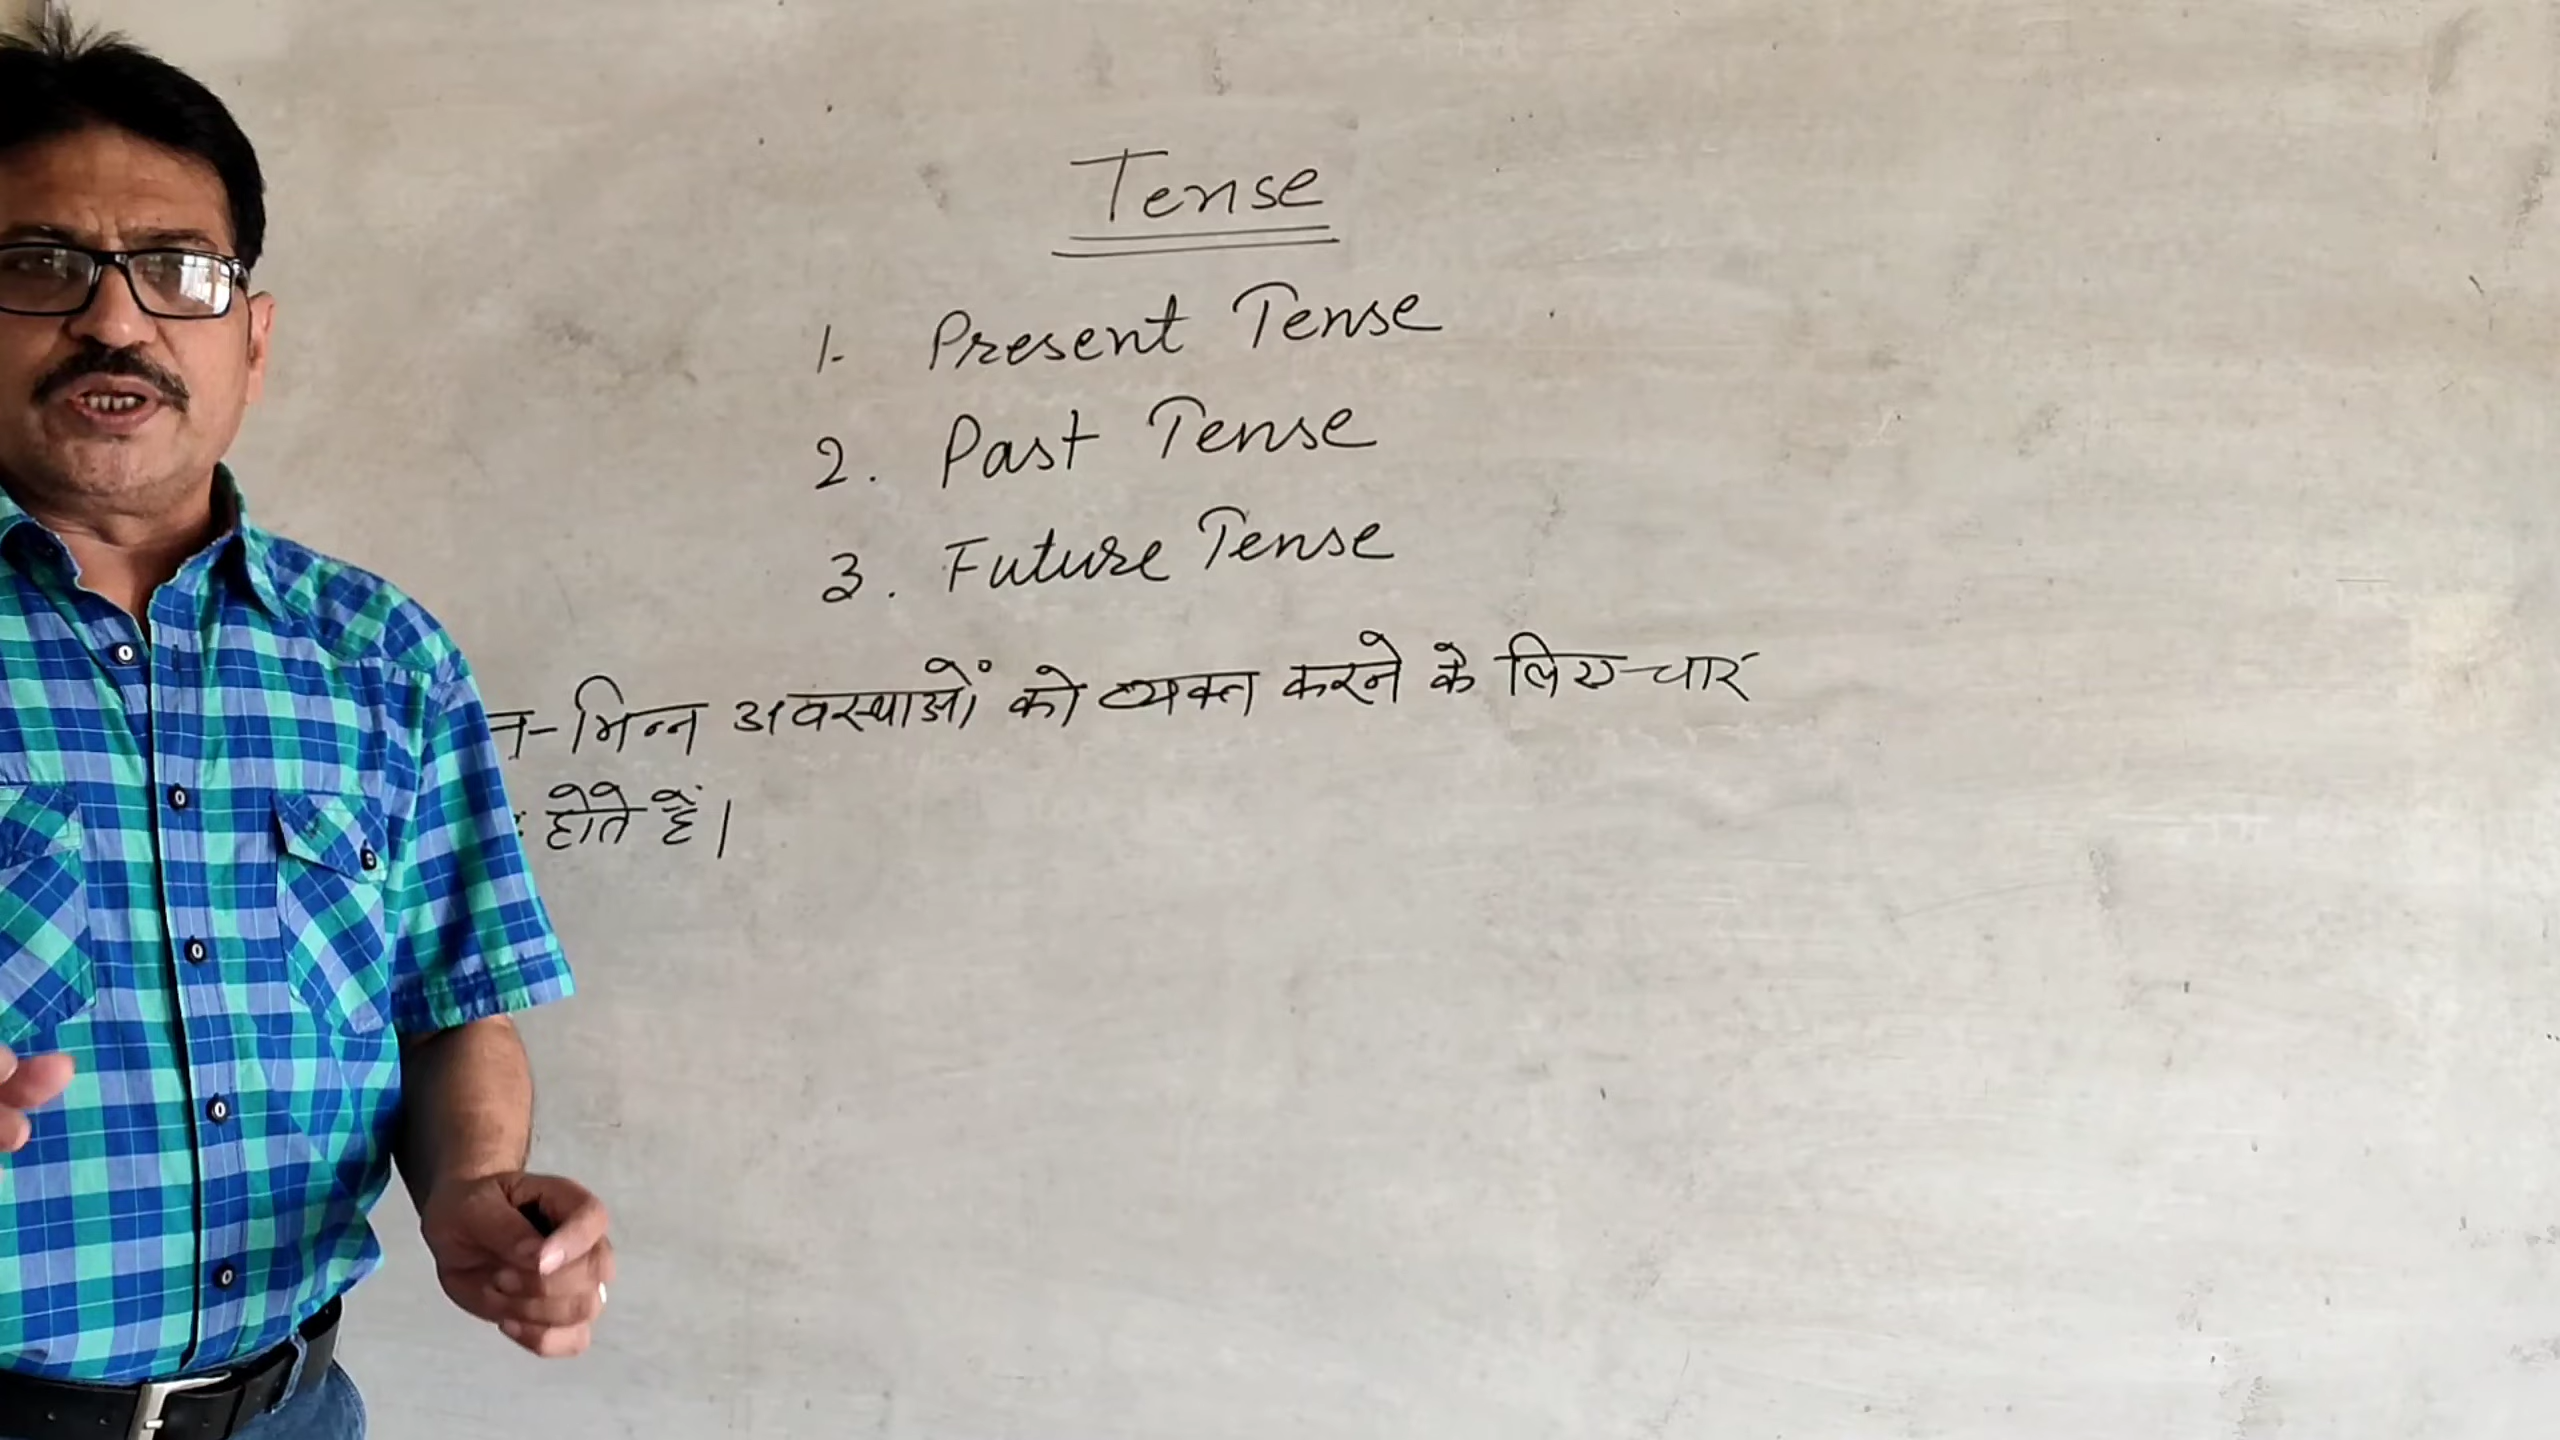 Tense
1. Present Tense
2. Past Tense
3. Future Tense
भिन्न अवस्थाओं को व्यक्त करने के लिए चार
होते हैं।